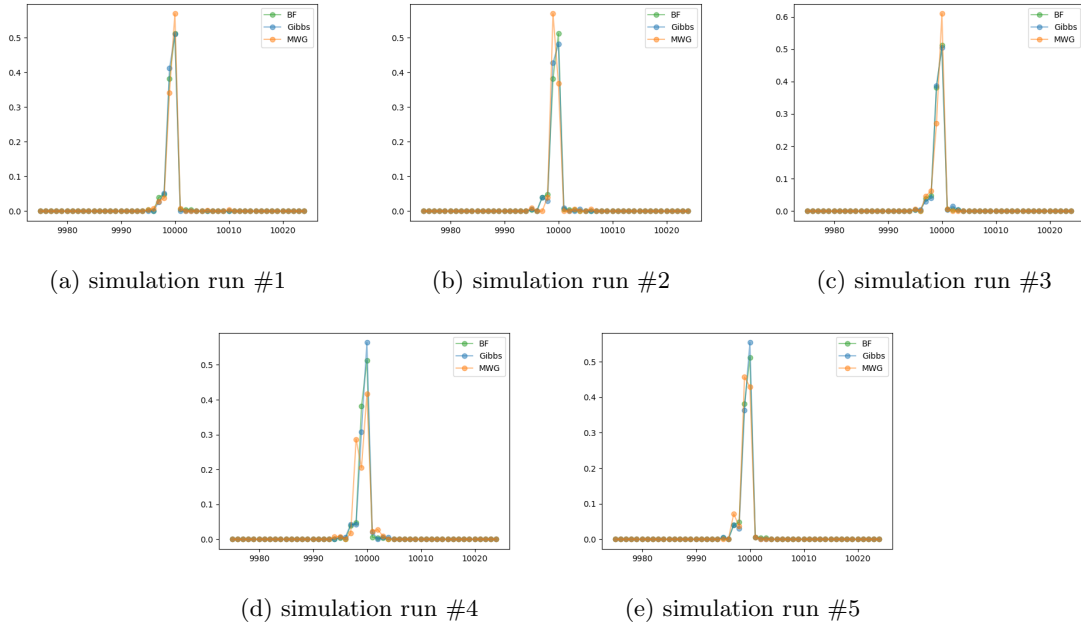 0.5
0.4
0.3
0.2
0.1
0.0
9980 9990 10000 10010 10020
BF
Gibbs
MWG
(a) simulation run #1
0.5
0.4
0.3
0.2
0.1
0.0
9980 9990 10000 10010 10020
BF
Gibbs
MWG
(b) simulation run #2
0.6
0.5
0.4
0.3
0.2
0.1
0.0
9980 9990 10000 10010 10020
BF
Gibbs
MWG
(c) simulation run #3
0.5
0.4
0.3
0.2
0.1
0.0
9980 9990 10000 10010 10020
BF
Gibbs
MWG
(d) simulation run #4
0.5
0.4
0.3
0.2
0.1
0.0
9980 9990 10000 10010 10020
BF
Gibbs
MWG
(e) simulation run #5